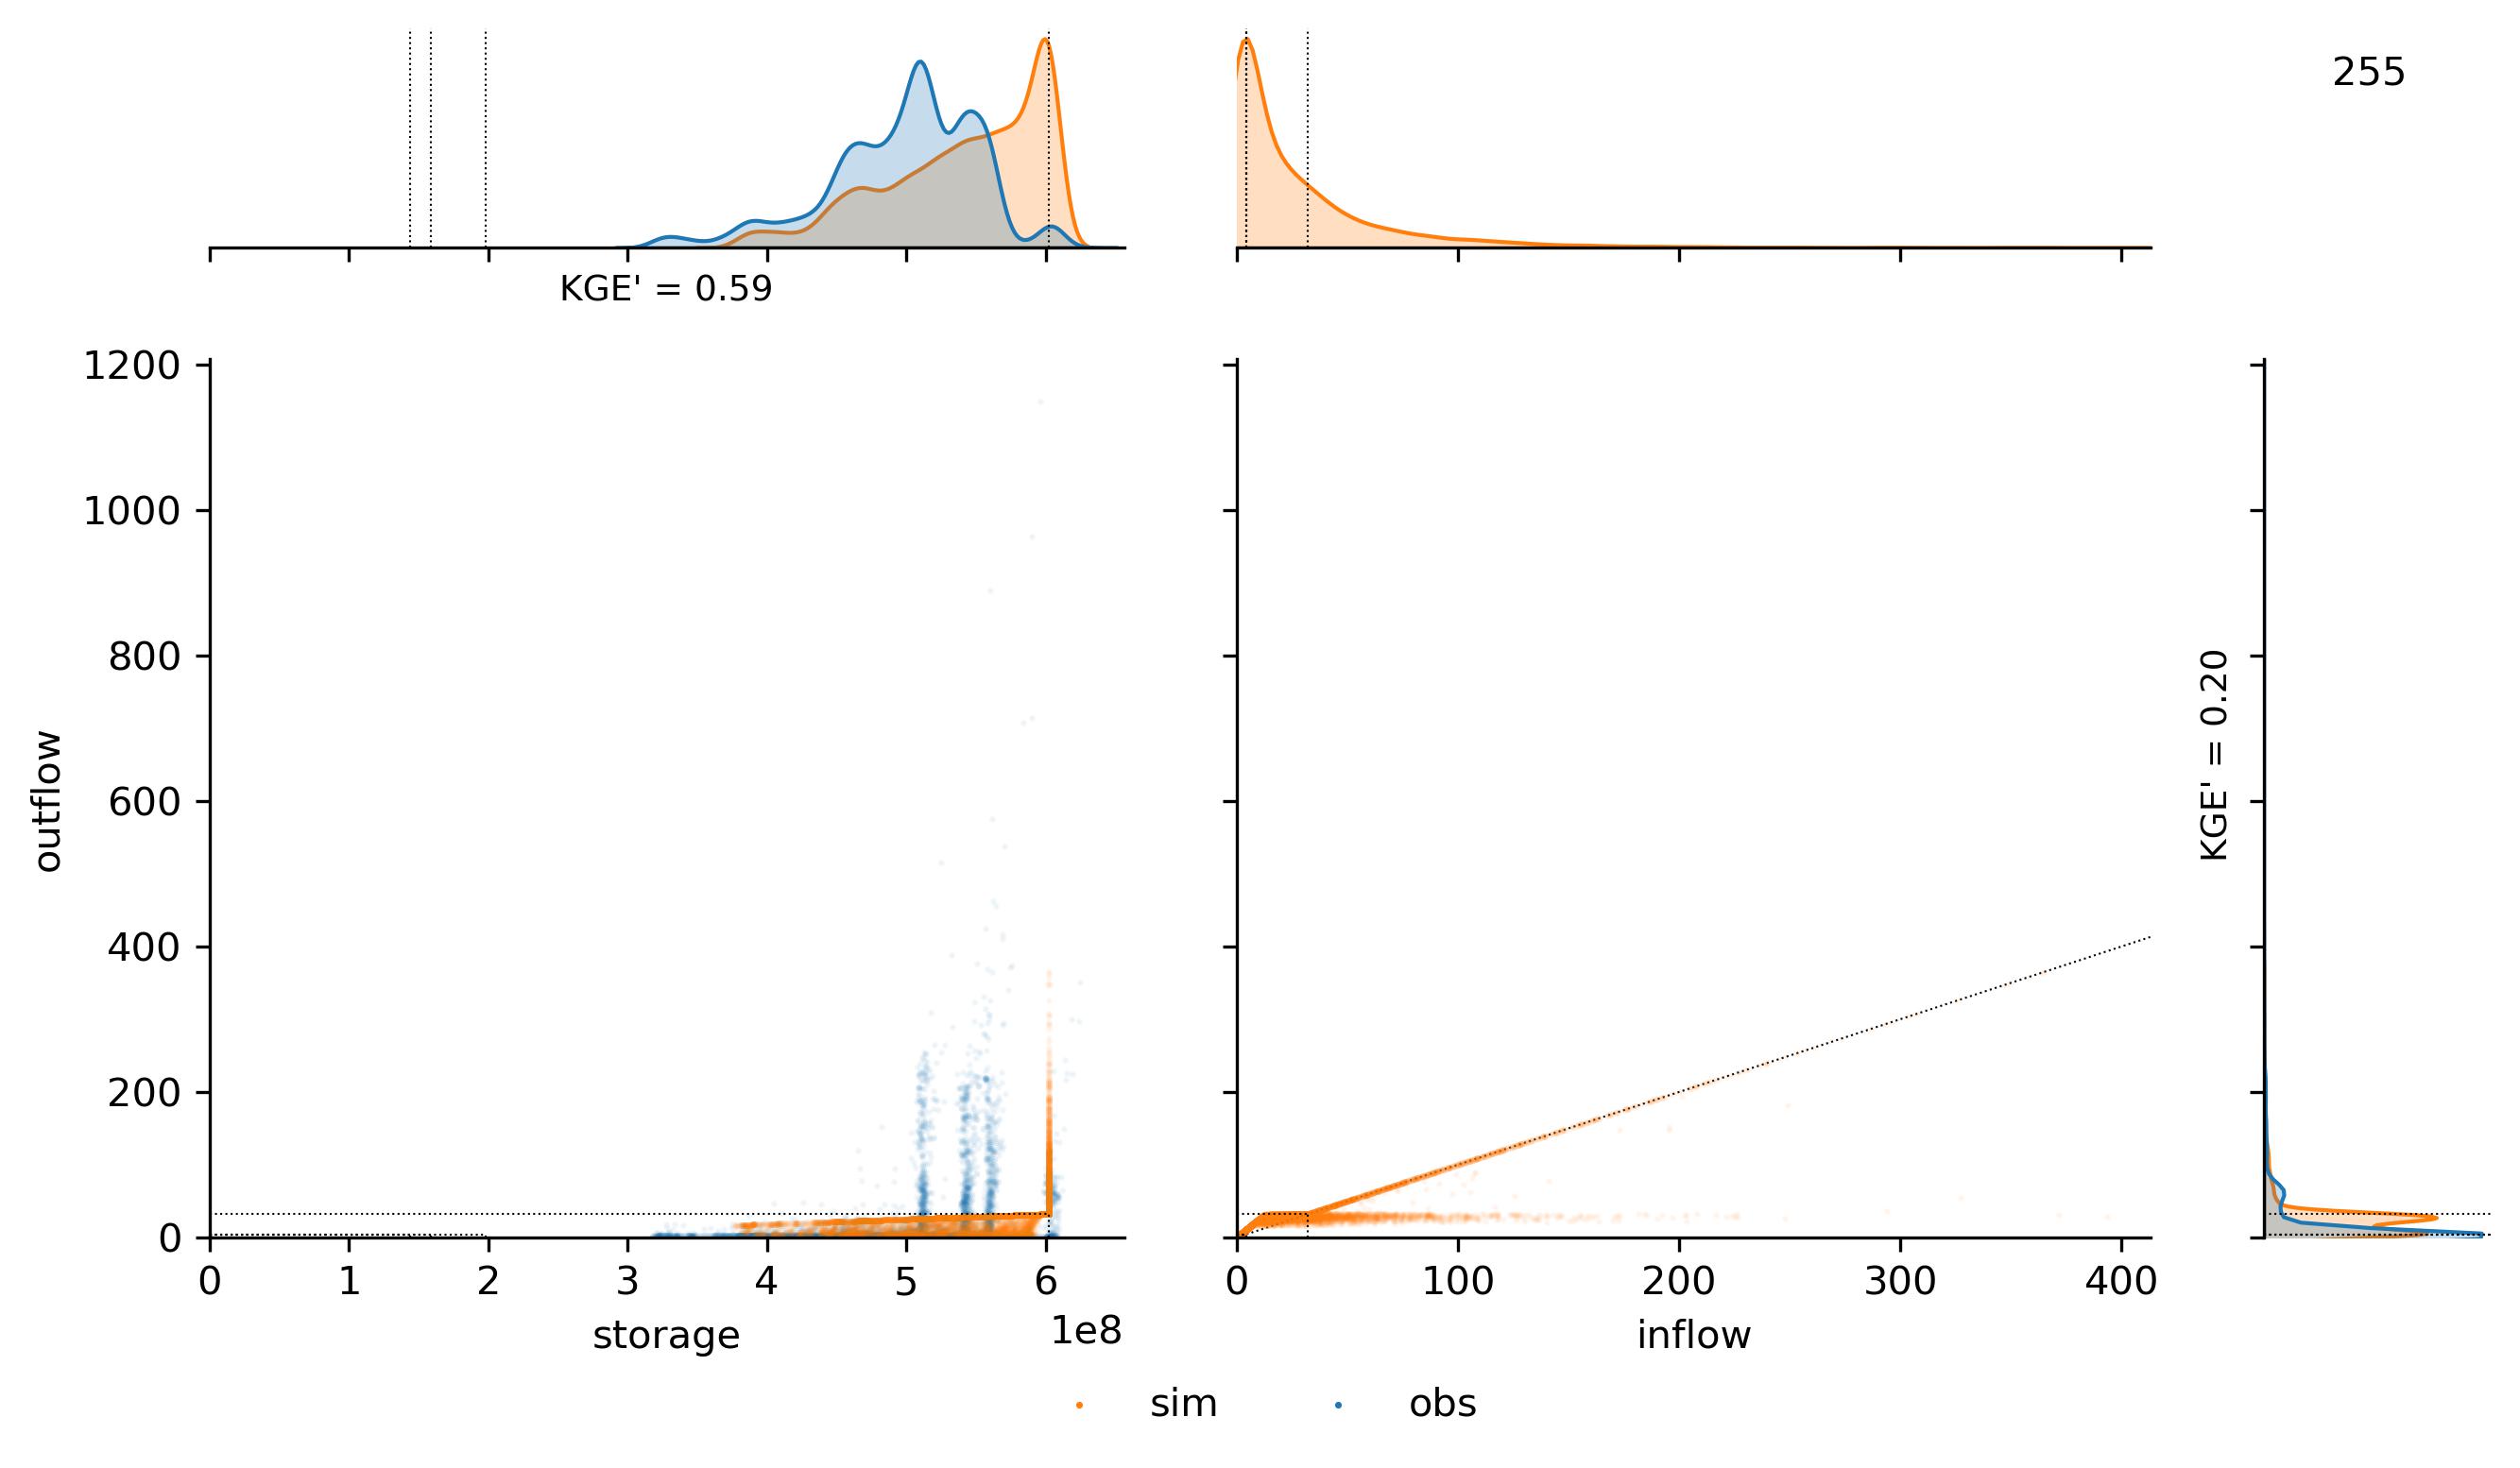 255
KGE' = 0.59
1200
1000
800
600
400
200
0
outflow
KGE' = 0.20
0 1 2 3 4 5 6
0 100 200 300 400
storage
1e8
inflow
sim obs